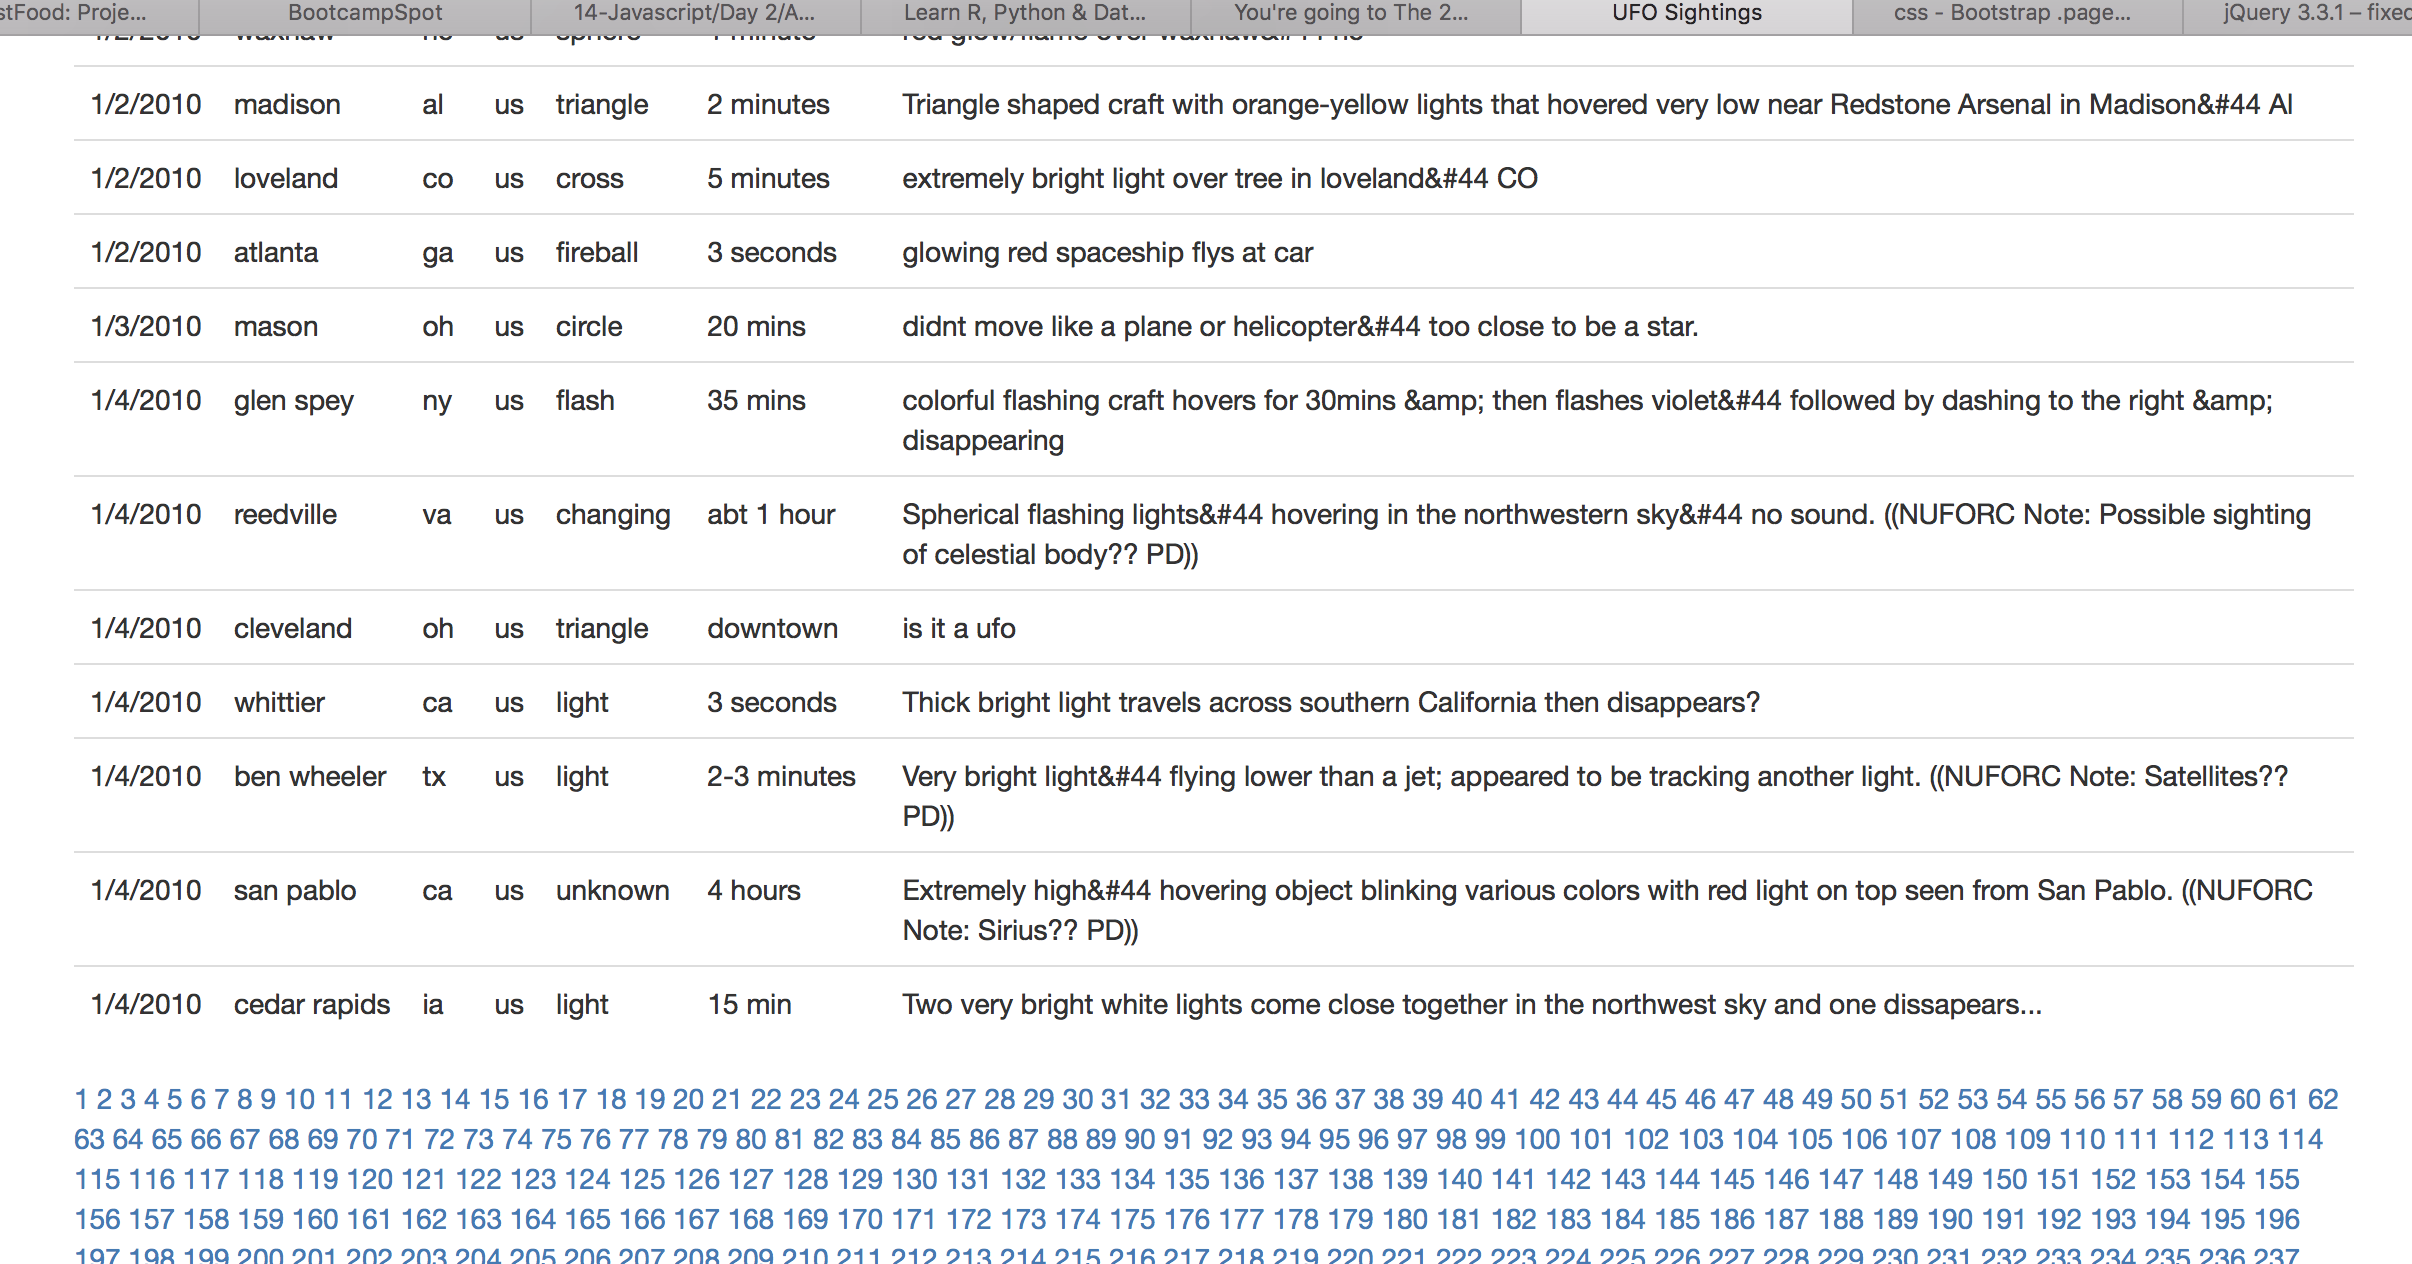 stFood: Proje... BootcampSpot 14-Javascript/Day 2/A... Learn R, Python & Dat... You're going to The 2... UFO Sightings css - Bootstrap .page... jQuery 3.3.1 – fixed
1/2/2010 waxhaw nc us sphere 1 minute red glow/flame over waxhaw&#44 nc
1/2/2010 madison al us triangle 2 minutes Triangle shaped craft with orange-yellow lights that hovered very low near Redstone Arsenal in Madison&#44 Al
1/2/2010 loveland co us cross 5 minutes extremely bright light over tree in loveland&#44 CO
1/2/2010 atlanta ga us fireball 3 seconds glowing red spaceship flys at car
1/3/2010 mason oh us circle 20 mins didnt move like a plane or helicopter&#44 too close to be a star.
1/4/2010 glen spey ny us flash 35 mins colorful flashing craft hovers for 30mins &amp; then flashes violet&#44 followed by dashing to the right &amp;
disappearing
1/4/2010 reedville va us changing abt 1 hour Spherical flashing lights&#44 hovering in the northwestern sky&#44 no sound. ((NUFORC Note: Possible sighting
of celestial body?? PD))
1/4/2010 cleveland oh us triangle downtown is it a ufo
1/4/2010 whittier ca us light 3 seconds Thick bright light travels across southern California then disappears?
1/4/2010 ben wheeler tx us light 2-3 minutes Very bright light&#44 flying lower than a jet; appeared to be tracking another light. ((NUFORC Note: Satellites??
PD))
1/4/2010 san pablo ca us unknown 4 hours Extremely high&#44 hovering object blinking various colors with red light on top seen from San Pablo. ((NUFORC
Note: Sirius?? PD))
1/4/2010 cedar rapids ia us light 15 min Two very bright white lights come close together in the northwest sky and one dissapears...
1 2 3 4 5 6 7 8 9 10 11 12 13 14 15 16 17 18 19 20 21 22 23 24 25 26 27 28 29 30 31 32 33 34 35 36 37 38 39 40 41 42 43 44 45 46 47 48 49 50 51 52 53 54 55 56 57 58 59 60 61 62
63 64 65 66 67 68 69 70 71 72 73 74 75 76 77 78 79 80 81 82 83 84 85 86 87 88 89 90 91 92 93 94 95 96 97 98 99 100 101 102 103 104 105 106 107 108 109 110 111 112 113 114
115 116 117 118 119 120 121 122 123 124 125 126 127 128 129 130 131 132 133 134 135 136 137 138 139 140 141 142 143 144 145 146 147 148 149 150 151 152 153 154 155
156 157 158 159 160 161 162 163 164 165 166 167 168 169 170 171 172 173 174 175 176 177 178 179 180 181 182 183 184 185 186 187 188 189 190 191 192 193 194 195 196
197 198 199 200 201 202 203 204 205 206 207 208 209 210 211 212 213 214 215 216 217 218 219 220 221 222 223 224 225 226 227 228 229 230 231 232 233 234 235 236 237